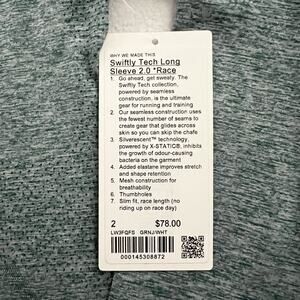 WHY WE MADE THIS
Swiftly Tech Long
Sleeve 2.0 *Race
1. Go ahead, get sweaty. The
Swiftly Tech collection,
powered by seamless
construction, is the ultimate
gear for running and training
2. Our seamless construction uses
the fewest number of seams to
create gear that glides across
skin so you can skip the chafe
3. Silverescent™ technology,
powered by X-STATIC®, inhibits
the growth of odour-causing
bacteria on the garment
4. Added elastane improves stretch
and shape retention
5. Mesh construction for
breathability
6. Thumbholes
7. Slim fit, race length (no
riding up on race day)
2 $78.00
LW3FQFS GRNJ/WHT
000145308872